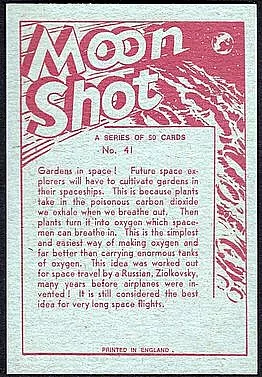 Moon
Shot
A SERIES OF 50 CARDS
No. 41
Gardens in space ! Future space ex-
plorers will have to cultivate gardens in
their spaceships. This is because plants
take in the poisonous carbon dioxide
we exhale when we breathe out. Then
plants turn it into oxygen which space-
men can breathe in. This is the simplest
and easiest way of making oxygen and
far better than carrying enormous tanks
of oxygen. This idea was worked out
for space travel by a Russian, Ziolkovsky,
many years before airplanes were in-
vented ! It is still considered the best
idea for very long space flights.
PRINTED IN ENGLAND.